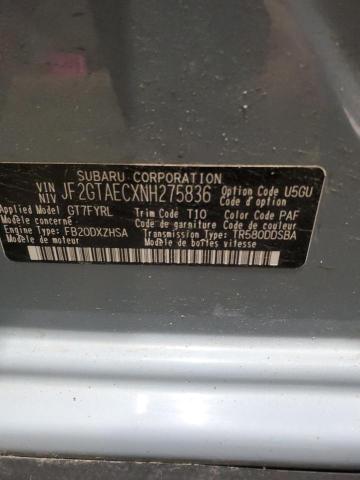 SUBARU CORPORATION
VIN NIV JF2GTAECXNH275836 Option Code U5GU
Code d'option
Applied Model GT7FYRL Trim Code T10 Color Code PAF
Modèle concerné Code de garniture Code de couleur
Engine Type FB20DXZHSA Transmission Type TR580DDSBA
Type de moteur Modèle de boîtes vitesse